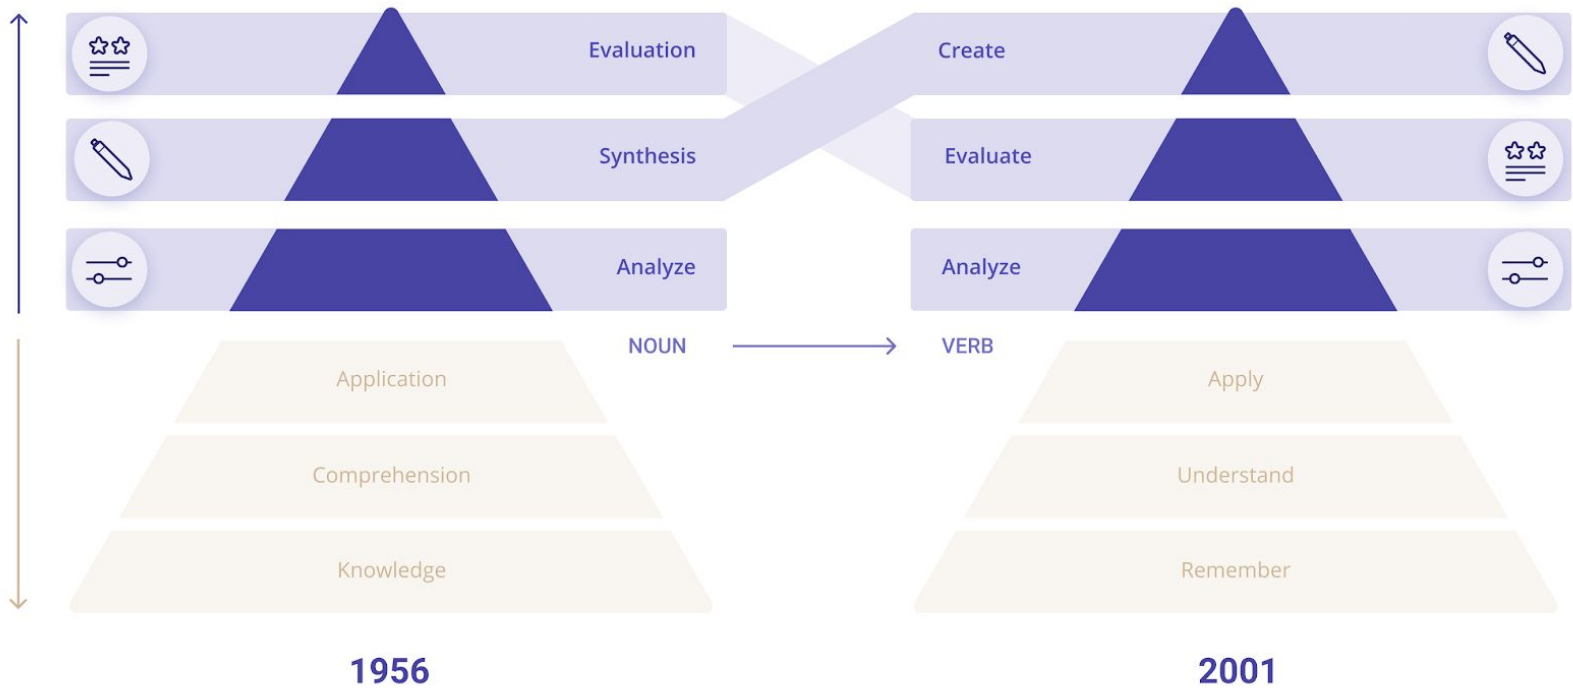 Evaluation
Synthesis
Analyze
Application
Comprehension
Knowledge
1956
NOUN
VERB
Create
Evaluate
Analyze
Apply
Understand
Remember
2001